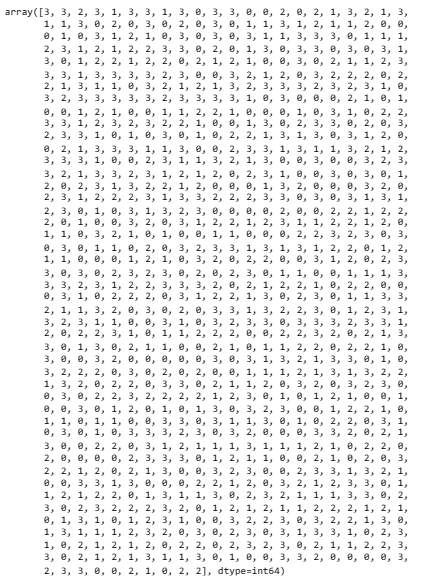 array([3, 3, 2, 3, 1, 3, 3, 1, 3, 0, 3, 3, 0, 0, 2, 0, 2, 1, 3, 2, 1, 3,
1, 1, 3, 0, 2, 0, 3, 0, 2, 0, 3, 0, 1, 1, 0, 2, 1, 1, 2, 0, 0,
0, 1, 0, 3, 1, 2, 1, 0, 3, 0, 0, 3, 1, 0, 3, 1, 3, 3, 0, 1, 1, 1,
2, 3, 1, 2, 1, 2, 2, 3, 3, 0, 0, 2, 2, 3, 0, 3, 3, 0, 3, 0, 3, 1,
3, 0, 1, 2, 2, 1, 2, 2, 0, 1, 0, 2, 2, 0, 0, 3, 0, 2, 1, 1, 2, 3,
3, 3, 1, 3, 3, 3, 3, 2, 3, 0, 0, 3, 2, 1, 2, 0, 3, 2, 2, 2, 0, 2,
2, 1, 3, 1, 1, 0, 3, 2, 1, 2, 1, 3, 2, 3, 3, 3, 2, 3, 2, 3, 1, 0,
3, 2, 3, 3, 3, 3, 3, 2, 3, 3, 3, 3, 1, 0, 3, 0, 0, 0, 2, 1, 0, 1,
0, 0, 1, 2, 1, 0, 0, 1, 1, 2, 2, 1, 0, 0, 0, 1, 0, 3, 1, 0, 2, 2,
3, 3, 1, 2, 3, 2, 3, 2, 2, 1, 0, 0, 1, 3, 0, 2, 3, 3, 0, 2, 0, 3,
2, 3, 3, 1, 0, 1, 0, 3, 0, 1, 0, 2, 2, 1, 3, 1, 3, 0, 3, 1, 2, 0,
0, 2, 1, 3, 3, 3, 1, 1, 3, 0, 0, 2, 3, 3, 1, 3, 1, 1, 3, 2, 1, 2,
3, 3, 3, 1, 0, 0, 2, 3, 1, 1, 3, 2, 1, 3, 0, 3, 0, 0, 3, 2, 3,
3, 2, 1, 3, 3, 2, 3, 1, 2, 1, 2, 0, 2, 3, 1, 0, 0, 3, 0, 3, 0, 1,
2, 0, 2, 3, 1, 3, 2, 2, 1, 2, 0, 0, 0, 1, 3, 2, 0, 0, 0, 3, 2, 0,
2, 3, 1, 2, 2, 2, 3, 1, 2, 3, 0, 0, 2, 3, 3, 0, 3, 0, 3, 1, 3, 1,
2, 3, 0, 1, 0, 3, 1, 3, 2, 3, 0, 0, 0, 0, 2, 0, 0, 2, 2, 1, 2, 2,
2, 0, 1, 0, 0, 3, 2, 0, 3, 1, 2, 2, 1, 2, 3, 1, 1, 2, 2, 1, 2, 0,
1, 1, 0, 3, 2, 1, 0, 1, 0, 0, 1, 1, 0, 0, 0, 2, 2, 3, 2, 3, 3, 0,
0, 3, 0, 1, 1, 0, 2, 0, 3, 2, 3, 3, 1, 3, 1, 3, 1, 2, 2, 0, 1, 2,
1, 1, 0, 0, 0, 1, 2, 1, 3, 0, 3, 2, 0, 2, 2, 0, 0, 3, 1, 2, 0, 3,
3, 0, 3, 0, 2, 3, 2, 3, 0, 2, 0, 2, 3, 0, 1, 1, 0, 0, 1, 1, 1, 3,
3, 3, 2, 2, 1, 2, 2, 3, 3, 3, 2, 0, 2, 1, 2, 2, 1, 0, 2, 2, 0, 0,
0, 3, 1, 0, 2, 2, 2, 0, 3, 1, 2, 2, 1, 3, 0, 2, 3, 0, 1, 1, 3, 3,
2, 1, 1, 3, 2, 0, 3, 0, 2, 0, 3, 3, 1, 3, 2, 2, 3, 0, 1, 2, 3, 1,
3, 2, 2, 3, 1, 1, 0, 0, 3, 1, 0, 3, 2, 3, 3, 0, 3, 3, 2, 3, 3, 1,
2, 0, 2, 2, 3, 1, 0, 1, 1, 2, 2, 2, 0, 0, 2, 2, 3, 2, 0, 2, 1, 3,
3, 0, 1, 3, 0, 2, 1, 1, 0, 0, 2, 1, 0, 1, 1, 2, 2, 0, 2, 2, 1, 0,
3, 0, 0, 3, 2, 0, 0, 0, 0, 0, 3, 0, 3, 1, 3, 2, 1, 3, 3, 0, 1, 0,
3, 2, 2, 2, 0, 3, 0, 2, 0, 2, 0, 0, 1, 1, 3, 2, 1, 3, 1, 3, 2, 2,
1, 3, 2, 0, 2, 2, 0, 3, 3, 0, 2, 1, 1, 2, 0, 3, 2, 0, 3, 2, 3, 0,
0, 3, 0, 2, 2, 3, 2, 2, 2, 2, 1, 2, 3, 0, 1, 0, 1, 2, 1, 0, 0, 1,
0, 0, 3, 0, 1, 2, 0, 1, 0, 1, 3, 0, 3, 2, 3, 0, 0, 1, 2, 2, 1, 0,
1, 1, 0, 1, 1, 0, 0, 3, 3, 0, 3, 1, 1, 3, 0, 1, 0, 2, 2, 0, 3, 1,
0, 3, 0, 1, 0, 3, 3, 3, 2, 3, 0, 3, 2, 0, 0, 0, 3, 3, 2, 0, 2, 1,
3, 0, 0, 2, 2, 0, 3, 1, 2, 1, 1, 1, 3, 1, 1, 1, 2, 1, 0, 2, 2, 0,
2, 0, 0, 0, 0, 2, 3, 3, 3, 0, 1, 2, 1, 1, 0, 0, 2, 1, 0, 2, 0, 3,
2, 2, 1, 2, 0, 2, 1, 3, 0, 0, 3, 2, 3, 0, 0, 2, 3, 3, 1, 3, 2, 1,
0, 0, 3, 3, 1, 3, 0, 0, 0, 2, 2, 1, 2, 0, 3, 2, 1, 2, 3, 3, 0, 1,
1, 2, 1, 2, 2, 0, 1, 3, 1, 1, 3, 0, 2, 3, 2, 1, 1, 1, 3, 3, 0, 2,
3, 0, 2, 3, 2, 2, 2, 3, 2, 0, 1, 2, 1, 2, 2, 1, 1, 2, 2, 1, 2, 1,
0, 1, 3, 1, 0, 1, 2, 3, 1, 0, 0, 3, 3, 2, 0, 3, 2, 2, 1, 3, 0,
1, 3, 1, 1, 1, 2, 3, 2, 0, 3, 0, 2, 3, 0, 2, 1, 3, 3, 1, 0, 2, 3,
1, 0, 2, 1, 2, 1, 2, 0, 2, 2, 0, 2, 3, 2, 3, 0, 2, 1, 1, 2, 2, 3,
3, 0, 2, 1, 2, 1, 3, 1, 1, 3, 0, 1, 0, 0, 3, 3, 2, 0, 0, 0, 0, 3,
2, 3, 3, 0, 0, 2, 1, 0, 2, 2], dtype=int64)